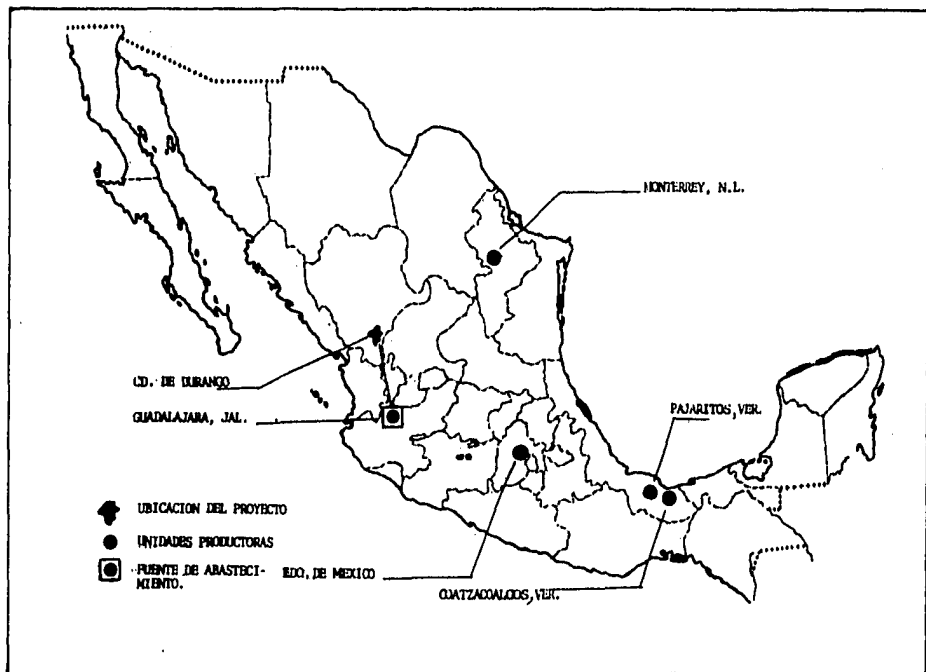 MONTERREY, N.L.
CD. DE DURANGO
GUADALAJARA, JAL.
PAJARITOS, VER.
UBICACION DEL PROYECTO
UNIDADES PRODUCTORAS
FUENTE DE ABASTECI-
MIENTO.
EDO. DE MEXICO
COATZACOALCOS, VER.